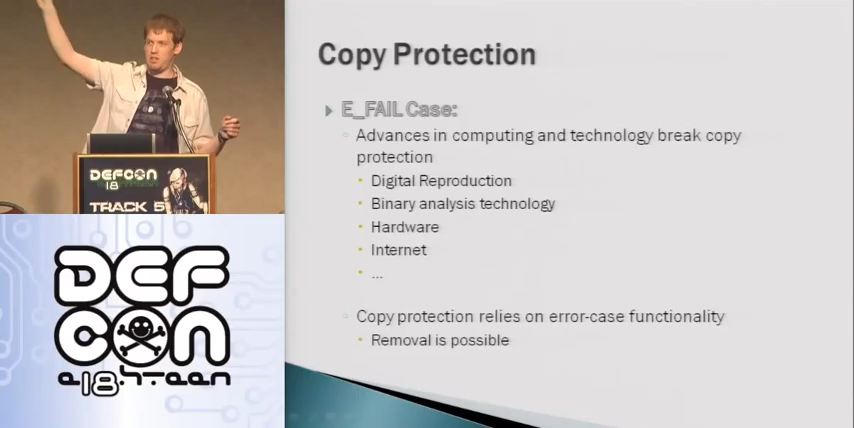 DEFCON
18
TRACK 5
Copy Protection
E_FAIL Case:
Advances in computing and technology break copy
protection
Digital Reproduction
Binary analysis technology
Hardware
Internet
...
Copy protection relies on error-case functionality
Removal is possible
DEF
CON
e18hteen